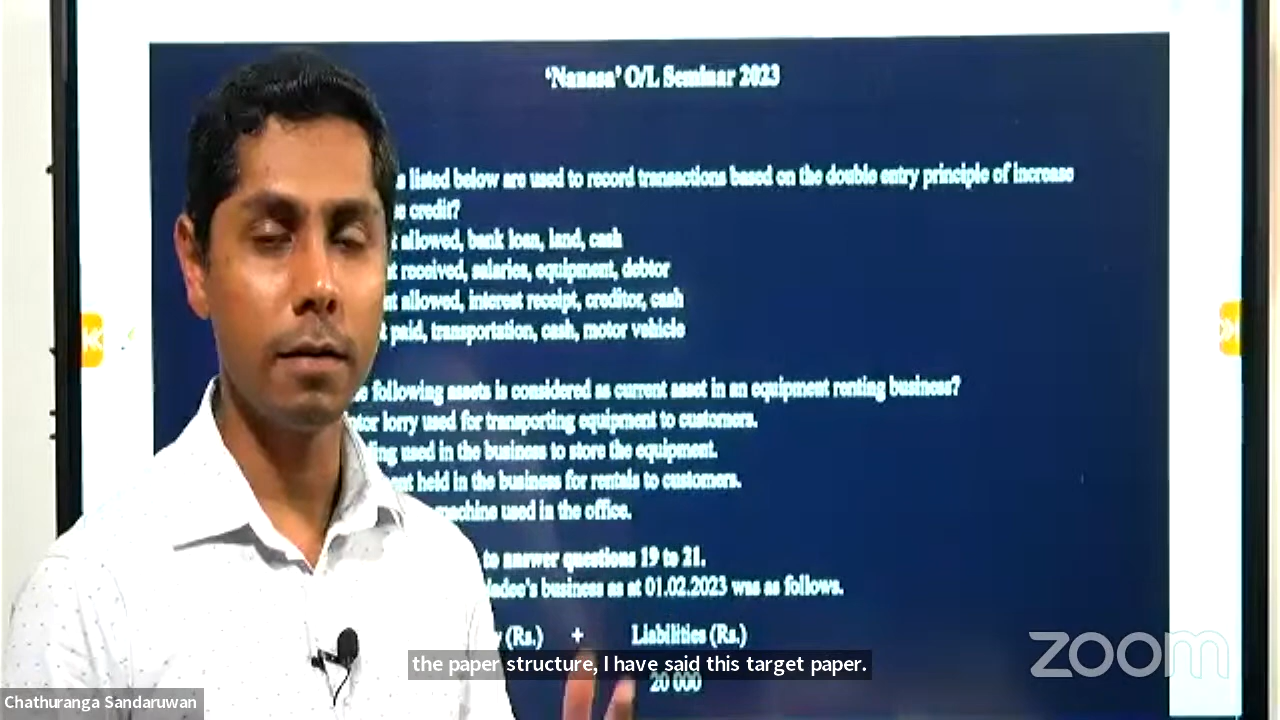 ‘Nanasa’ O/L Seminar 2023
listed below are used to record transactions based on the double entry principle of increase
credit?
allowed, bank loan, land, cash
received, salaries, equipment, debtor
allowed, interest receipt, creditor, cash
paid, transportation, cash, motor vehicle
following assets is considered as current asset in an equipment renting business?
lorry used for transporting equipment to customers.
used in the business to store the equipment.
held in the business for rentals to customers.
machine used in the office.
to answer questions 19 to 21.
business as at 01.02.2023 was as follows.
(Rs.) + Liabilities (Rs.)
20 000
the paper structure, I have said this target paper.
zoom
Chathuranga Sandaruwan